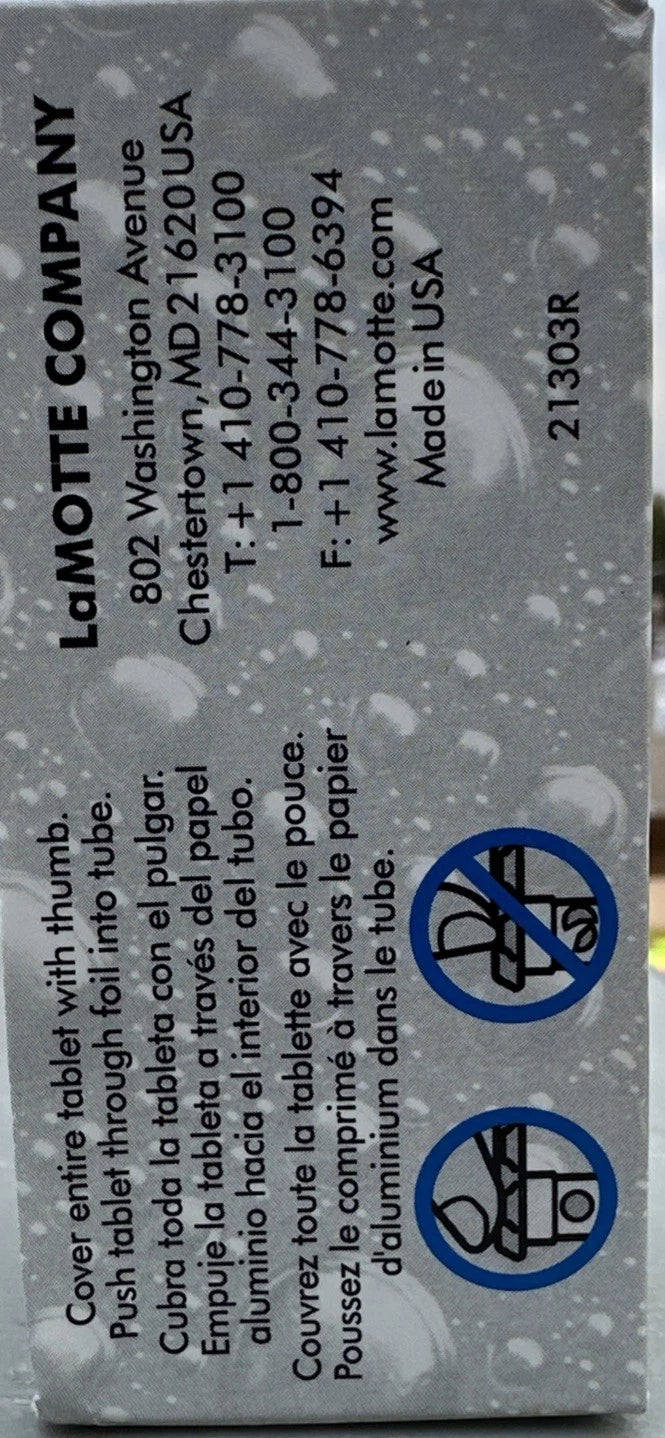 Cover entire tablet with thumb.
Push tablet through foil into tube.
Cubra toda la tableta con el pulgar.
Empuje la tableta a través del papel
aluminio hacia el interior del tubo.
Couvrez toute la tablette avec le pouce.
Poussez le comprimé à travers le papier
d'aluminium dans le tube.
LaMOTTE COMPANY
802 Washington Avenue
Chestertown, MD 21620 USA
T: +1 410-778-3100
1-800-344-3100
F: +1 410-778-6394
www.lamotte.com
Made in USA
21303R